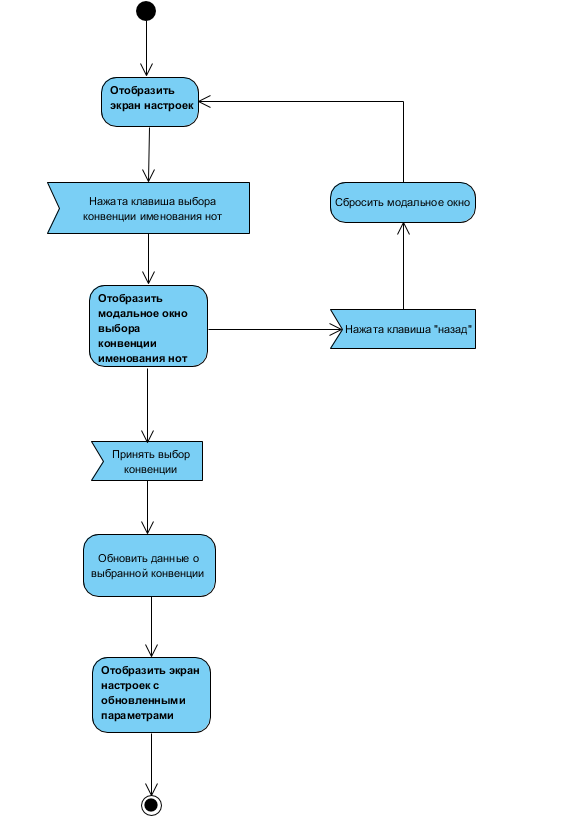 Отобразить
экран настроек
Нажата клавиша выбора
конвенции именования нот
Сбросить модальное окно
Отобразить
модальное окно
выбора
конвенции
именования нот
Нажата клавиша "назад"
Принять выбор
конвенции
Обновить данные о
выбранной конвенции
Отобразить экран
настроек с
обновленными
параметрами